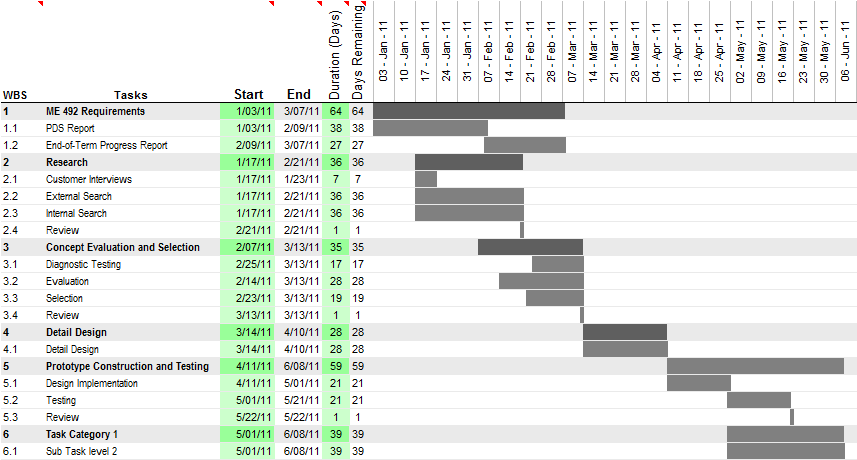 Duration (Days)
Days Remaining
03 - Jan - 11
10 - Jan - 11
17 - Jan - 11
24 - Jan - 11
31 - Jan - 11
07 - Feb - 11
14 - Feb - 11
21 - Feb - 11
28 - Feb - 11
07 - Mar - 11
14 - Mar - 11
21 - Mar - 11
28 - Mar - 11
04 - Apr - 11
11 - Apr - 11
18 - Apr - 11
25 - Apr - 11
02 - May - 11
09 - May - 11
16 - May - 11
23 - May - 11
30 - May - 11
06 - Jun - 11
WBS Tasks Start End
1 ME 492 Requirements 1/03/11 3/07/11 64 64
1.1 PDS Report 1/03/11 2/09/11 38 38
1.2 End-of-Term Progress Report 2/09/11 3/07/11 27 27
2 Research 1/17/11 2/21/11 36 36
2.1 Customer Interviews 1/17/11 1/23/11 7 7
2.2 External Search 1/17/11 2/21/11 36 36
2.3 Internal Search 1/17/11 2/21/11 36 36
2.4 Review 2/21/11 2/21/11 1 1
3 Concept Evaluation and Selection 2/07/11 3/13/11 35 35
3.1 Diagnostic Testing 2/25/11 3/13/11 17 17
3.2 Evaluation 2/14/11 3/13/11 28 28
3.3 Selection 2/23/11 3/13/11 19 19
3.4 Review 3/13/11 3/13/11 1 1
4 Detail Design 3/14/11 4/10/11 28 28
4.1 Detail Design 3/14/11 4/10/11 28 28
5 Prototype Construction and Testing 4/11/11 6/08/11 59 59
5.1 Design Implementation 4/11/11 5/01/11 21 21
5.2 Testing 5/01/11 5/21/11 21 21
5.3 Review 5/22/11 5/22/11 1 1
6 Task Category 1 5/01/11 6/08/11 39 39
6.1 Sub Task level 2 5/01/11 6/08/11 39 39